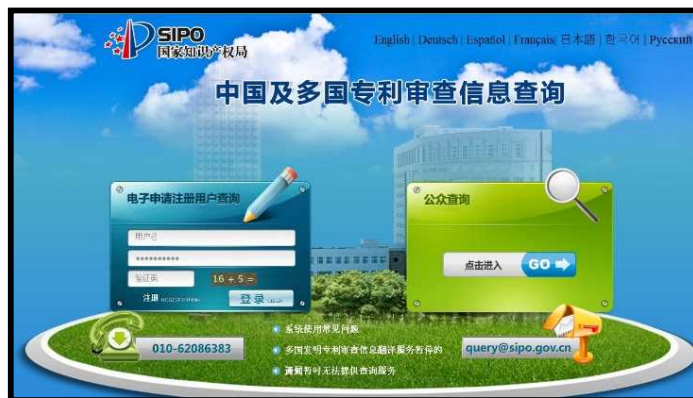 SIPO
国家知识产权局
English | Deutsch | Español | Français| 日本語 | 한국어 | Русский
中国及多国专利审查信息查询
电子申请注册用户查询
用户名
**********
验证码
16 + 5 =
注册
登录
公众查询
点击进入 GO
010-62086383
系统使用常见问题
多国发明专利审查信息翻译服务暂停的
暂时无法提供查询服务
query@sipo.gov.cn